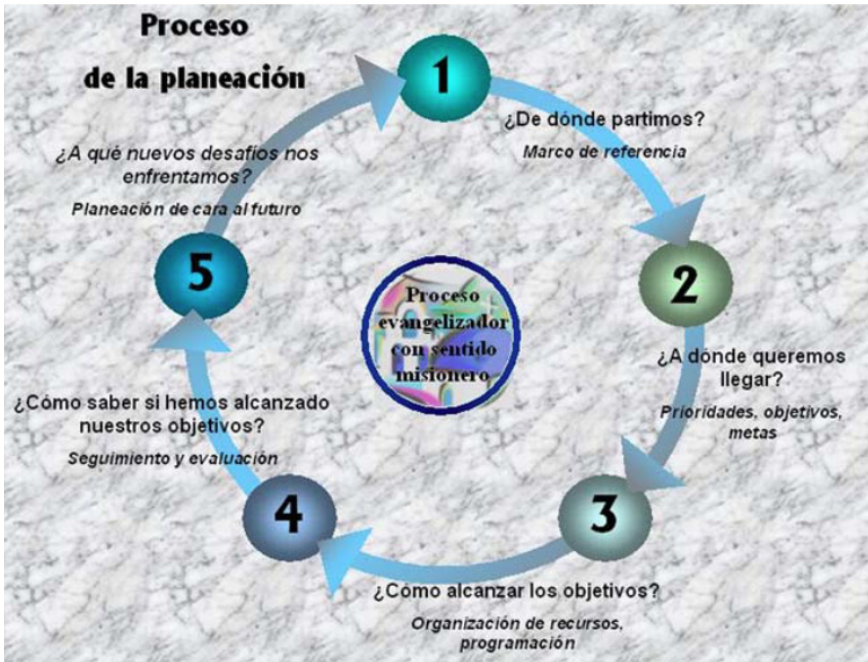 Proceso
de la planeación
1
¿De dónde partimos?
Marco de referencia
2
¿A dónde queremos
llegar?
Prioridades, objetivos,
metas
3
¿Cómo alcanzar los objetivos?
Organización de recursos,
programación
4
¿Cómo saber si hemos alcanzado
nuestros objetivos?
Seguimiento y evaluación
5
¿A qué nuevos desafíos nos
enfrentamos?
Planeación de cara al futuro
Proceso
evangelizador
con sentido
misionero